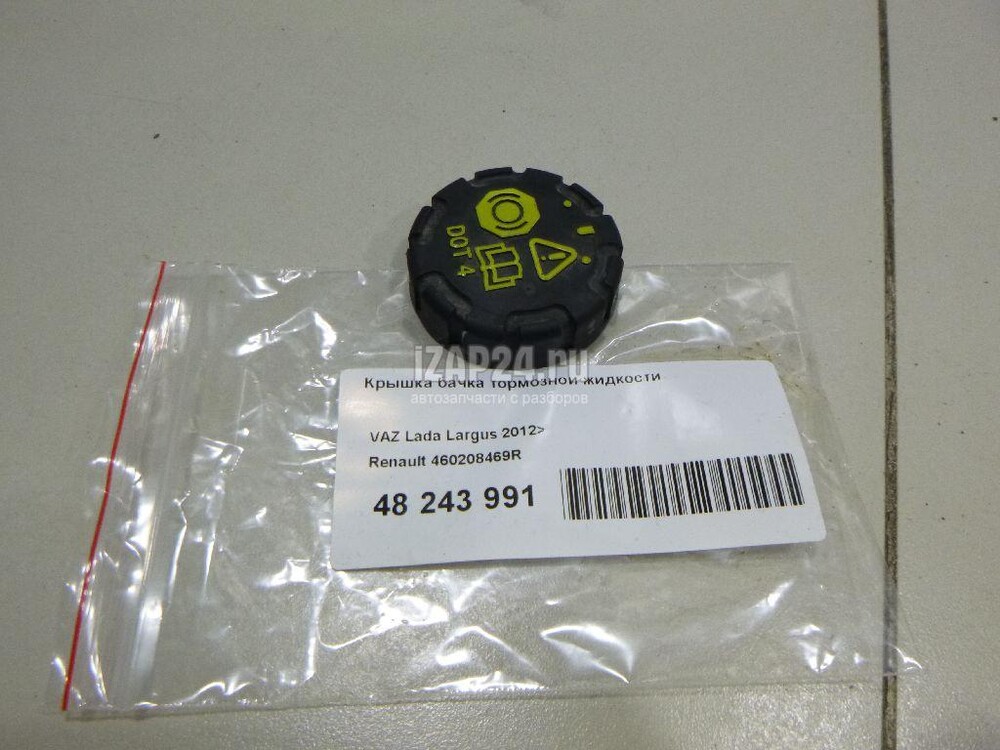 DOT 4
iZAP24.ru
Крышка бачка тормозной жидкости
автозапчасти с разборов
VAZ Lada Largus 2012>
Renault 460208469R
48 243 991